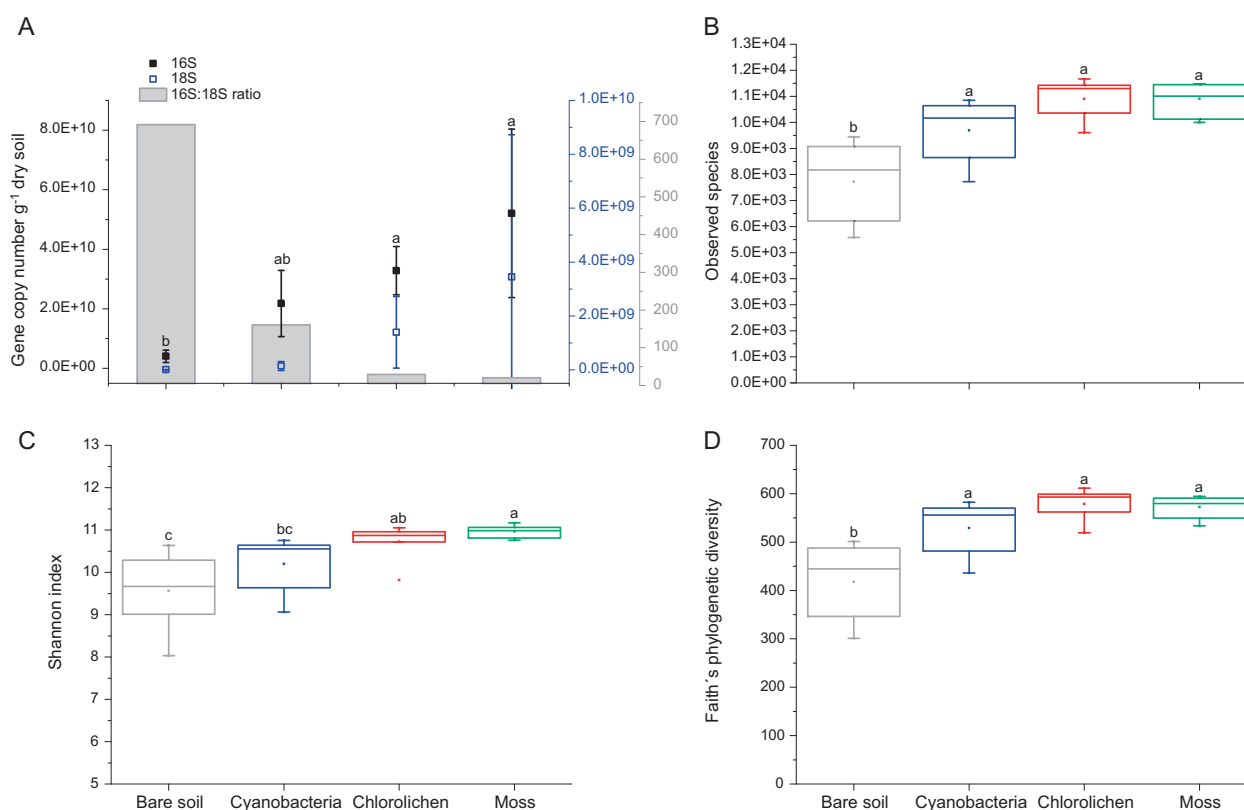 A
16S
18S
16S:18S ratio
Gene copy number g⁻¹ dry soil
8.0E+10
6.0E+10
4.0E+10
2.0E+10
0.0E+00
b
ab
a
a
1.0E+10
8.0E+09
6.0E+09
4.0E+09
2.0E+09
0.0E+00
700
600
500
400
300
200
100
0
B
Observed species
1.3E+04
1.2E+04
1.1E+04
1.0E+04
9.0E+03
8.0E+03
7.0E+03
6.0E+03
5.0E+03
4.0E+03
3.0E+03
2.0E+03
1.0E+03
0.0E+00
b
a
a
a
C
Shannon index
13
12
11
10
9
8
7
6
5
c
bc
ab
a
Bare soil Cyanobacteria Chlorolichen Moss
D
Faith´s phylogenetic diversity
700
600
500
400
300
200
100
0
b
a
a
a
Bare soil Cyanobacteria Chlorolichen Moss